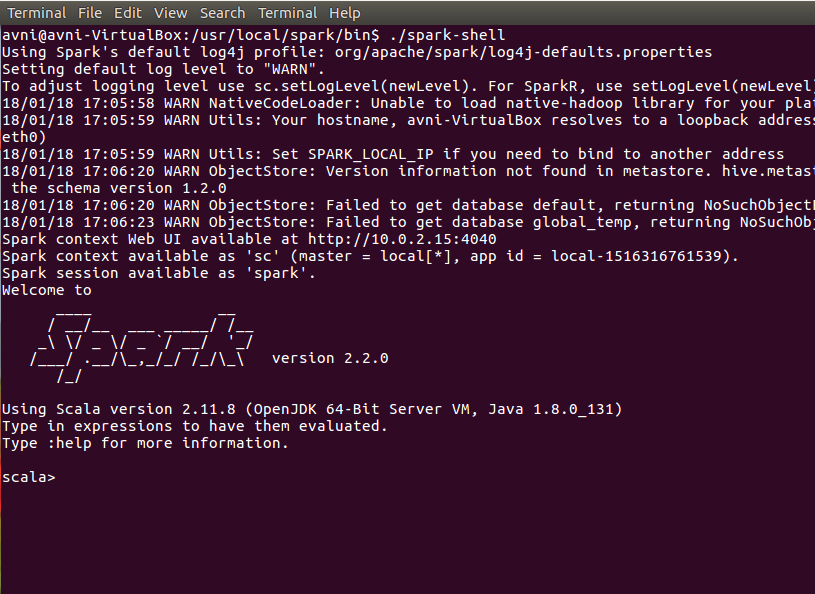 Terminal File Edit View Search Terminal Help
avni@avni-VirtualBox:/usr/local/spark/bin$ ./spark-shell
Using Spark's default log4j profile: org/apache/spark/log4j-defaults.properties
Setting default log level to "WARN".
To adjust logging level use sc.setLogLevel(newLevel). For SparkR, use setLogLevel(newLevel)
18/01/18 17:05:58 WARN NativeCodeLoader: Unable to load native-hadoop library for your plat
18/01/18 17:05:59 WARN Utils: Your hostname, avni-VirtualBox resolves to a loopback address
eth0)
18/01/18 17:05:59 WARN Utils: Set SPARK_LOCAL_IP if you need to bind to another address
18/01/18 17:06:20 WARN ObjectStore: Version information not found in metastore. hive.metast
 the schema version 1.2.0
18/01/18 17:06:20 WARN ObjectStore: Failed to get database default, returning NoSuchObjectE
18/01/18 17:06:23 WARN ObjectStore: Failed to get database global_temp, returning NoSuchObj
Spark context Web UI available at http://10.0.2.15:4040
Spark context available as 'sc' (master = local[*], app id = local-1516316761539).
Spark session available as 'spark'.
Welcome to
      ____              __
     / __/__  ___ _____/ /__
    _\ \/ _ \/ _ `/ __/  '_/
   /___/ .__/\_,_/_/ /_/\_\   version 2.2.0
      /_/
Using Scala version 2.11.8 (OpenJDK 64-Bit Server VM, Java 1.8.0_131)
Type in expressions to have them evaluated.
Type :help for more information.
scala>